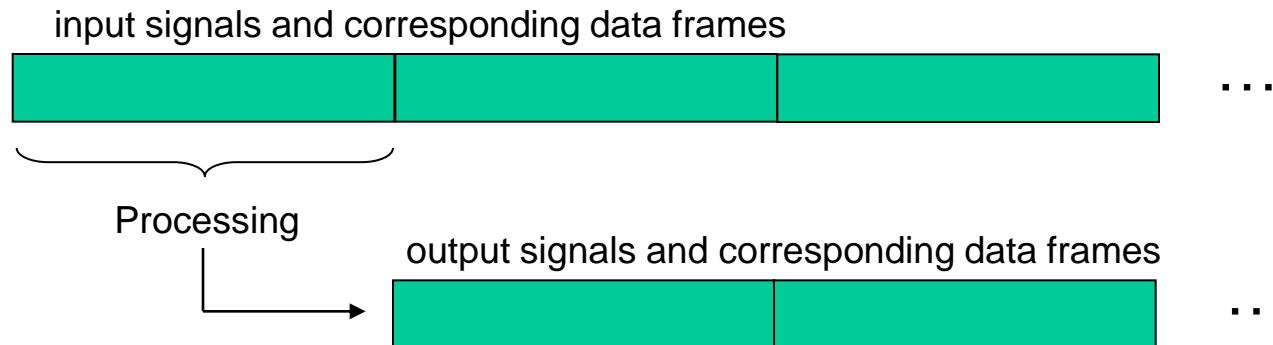 input signals and corresponding data frames
...
Processing
output signals and corresponding data frames
..